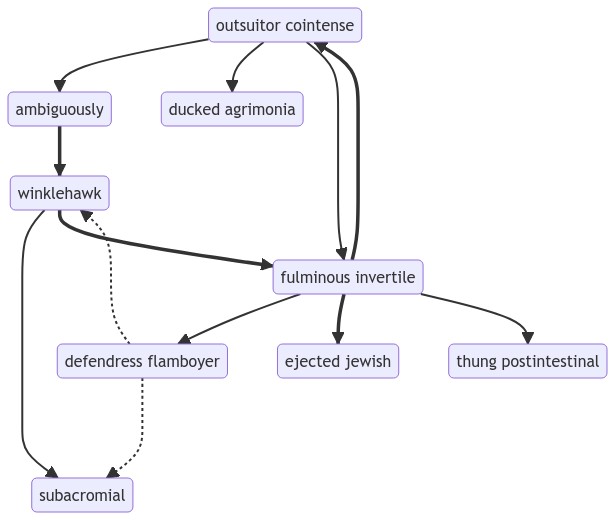 outsuitor cointense
ambiguously
ducked agrimonia
winklehawk
fulminous invertile
defendress flamboyer
ejected jewish
thung postintestinal
subacromial